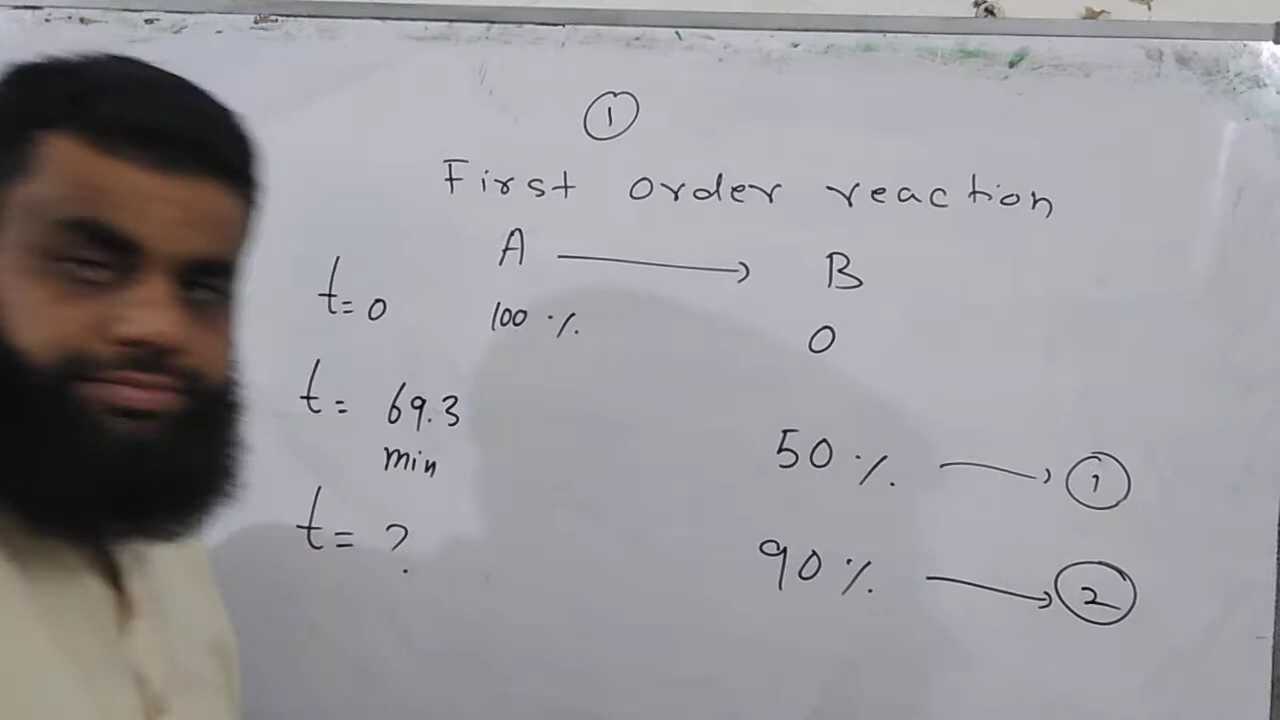 ①
First order reaction
A → B
t=0 100 % 0
t= 69.3 min 50 % → ①
t= ? 90 % → ②